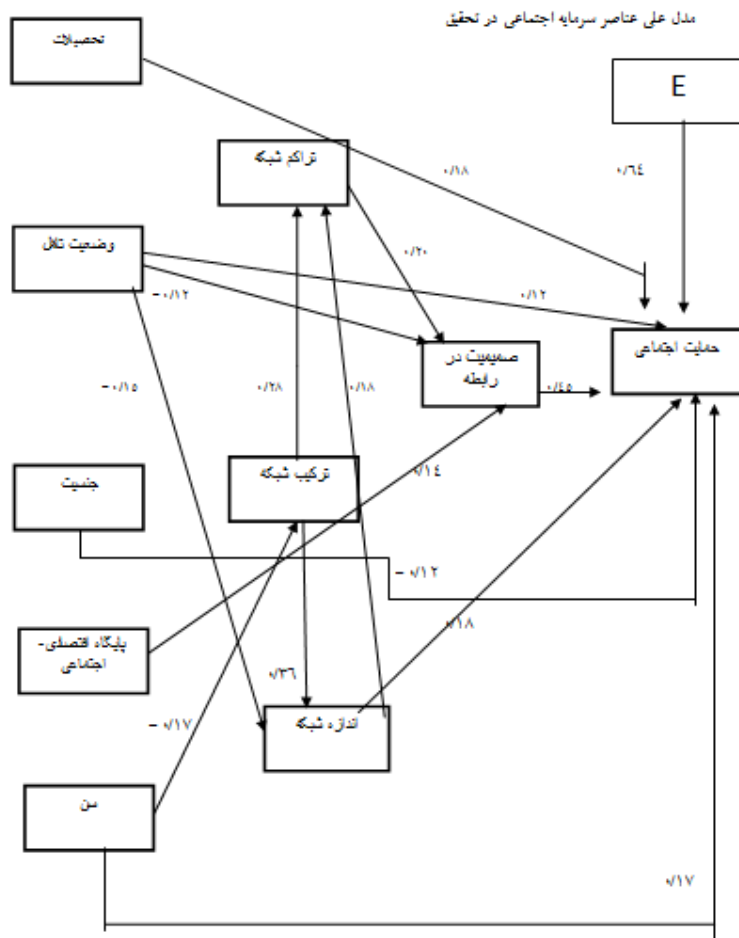 مدل علی عناصر سرمایه اجتماعی در تحقیق
تحصیلات
E
تراکم شبکه
۰/۱۸
۰/٦٤
وضعیت تاهل
۰/۲۰
- ۰/۱۲
۰/۱۲
صمیمیت در
رابطه
حمایت اجتماعی
- ۰/۱٥
۰/۲۸
۰/۱۸
۰/٤٥
ترکیب شبکه
۰/۱٤
جنسیت
- ۰/۱۲
پایگاه اقتصادی-
اجتماعی
۰/۱۸
۰/۳٦
- ۰/۱۷
اندازه شبکه
سن
۰/۱۷